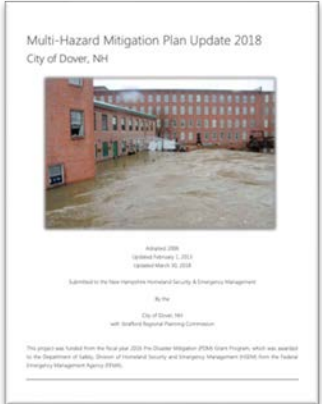 Multi-Hazard Mitigation Plan Update 2018
City of Dover, NH
Adopted 2006
Updated February 1, 2013
Updated March 30, 2018
Submitted to the New Hampshire Homeland Security & Emergency Management
By the
City of Dover, NH
with Strafford Regional Planning Commission
This project was funded from the fiscal year 2016 Pre-Disaster Mitigation (PDM) Grant Program, which was awarded
to the Department of Safety, Division of Homeland Security and Emergency Management (HSEM) from the Federal
Emergency Management Agency (FEMA).